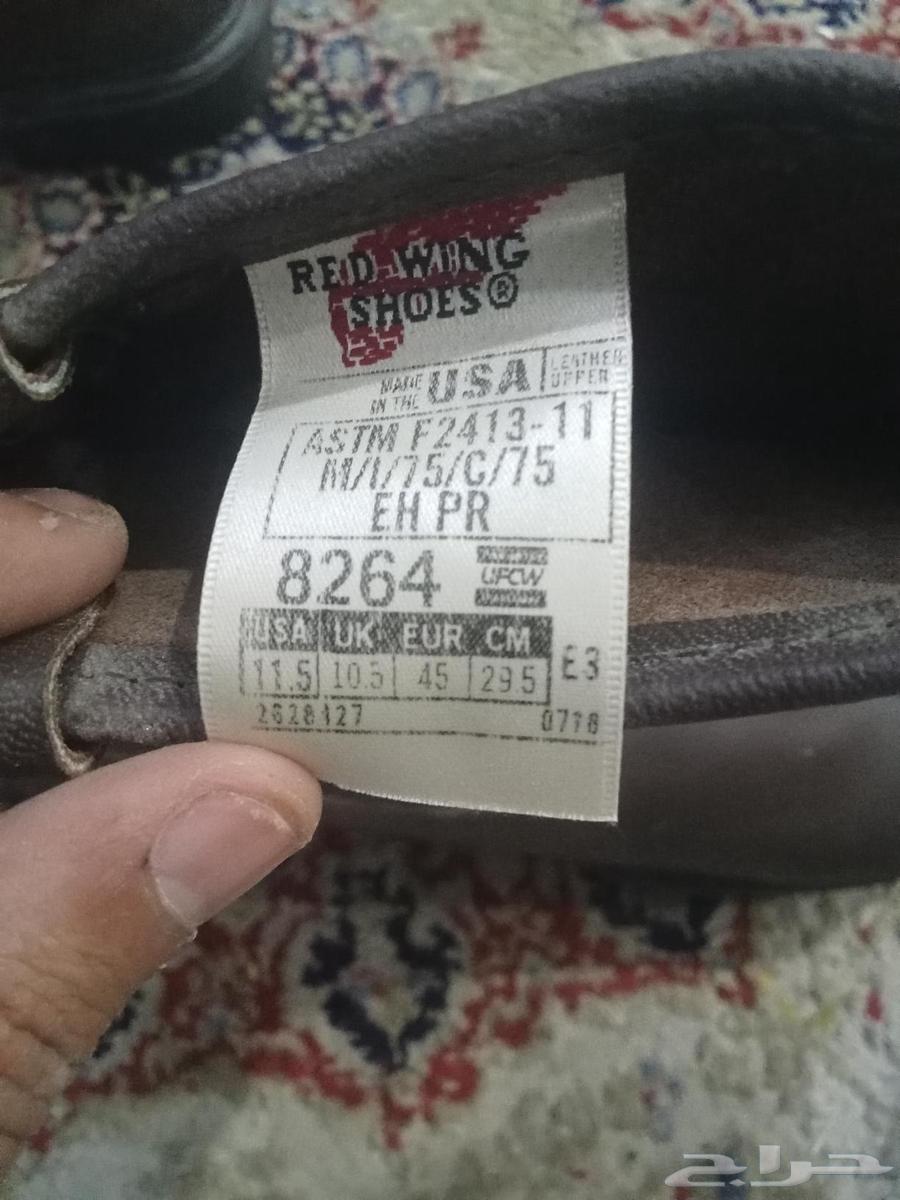 RED WING
SHOES®
MADE IN THE USA LEATHER UPPER
ASTM F2413-11
M/I/75/C/75
EH PR
8264 UFCW
USA UK EUR CM
11.5 10.5 45 29.5 E3
2628427 0718
حراج